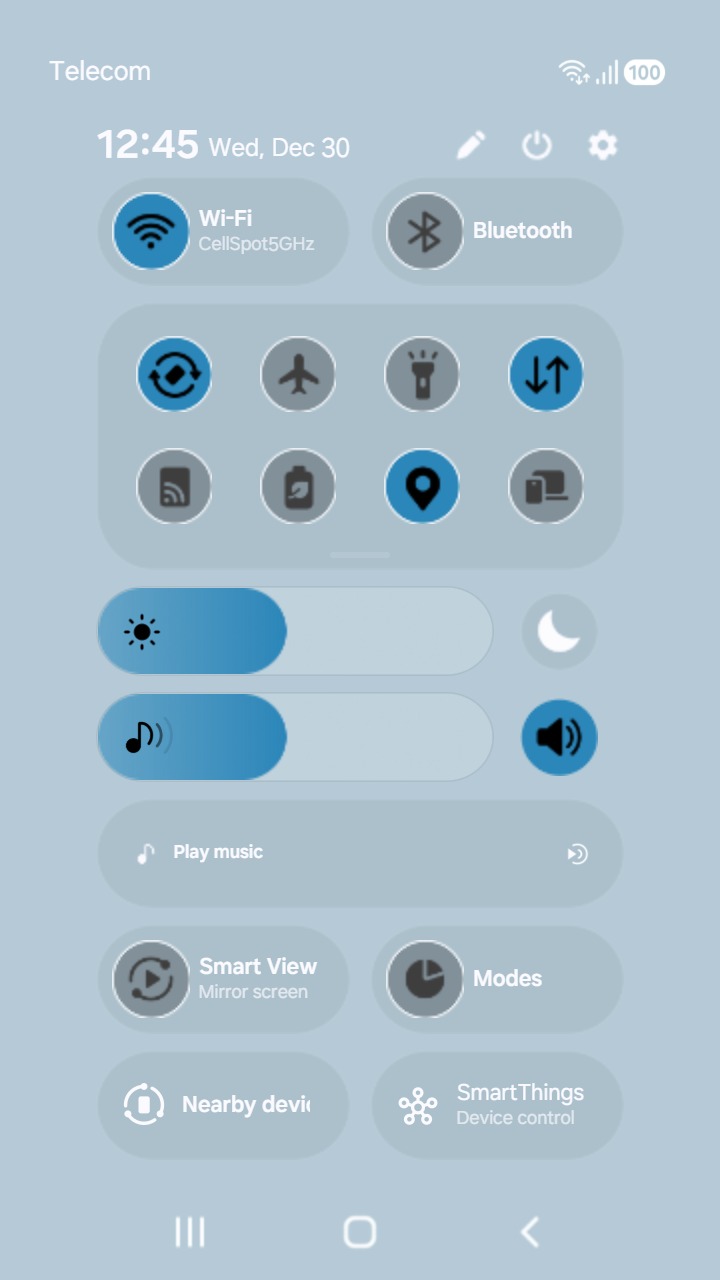 Telecom
100
12:45 Wed, Dec 30
Wi-Fi
CellSpot5GHz
Bluetooth
Play music
Smart View
Mirror screen
Modes
Nearby devi
SmartThings
Device control